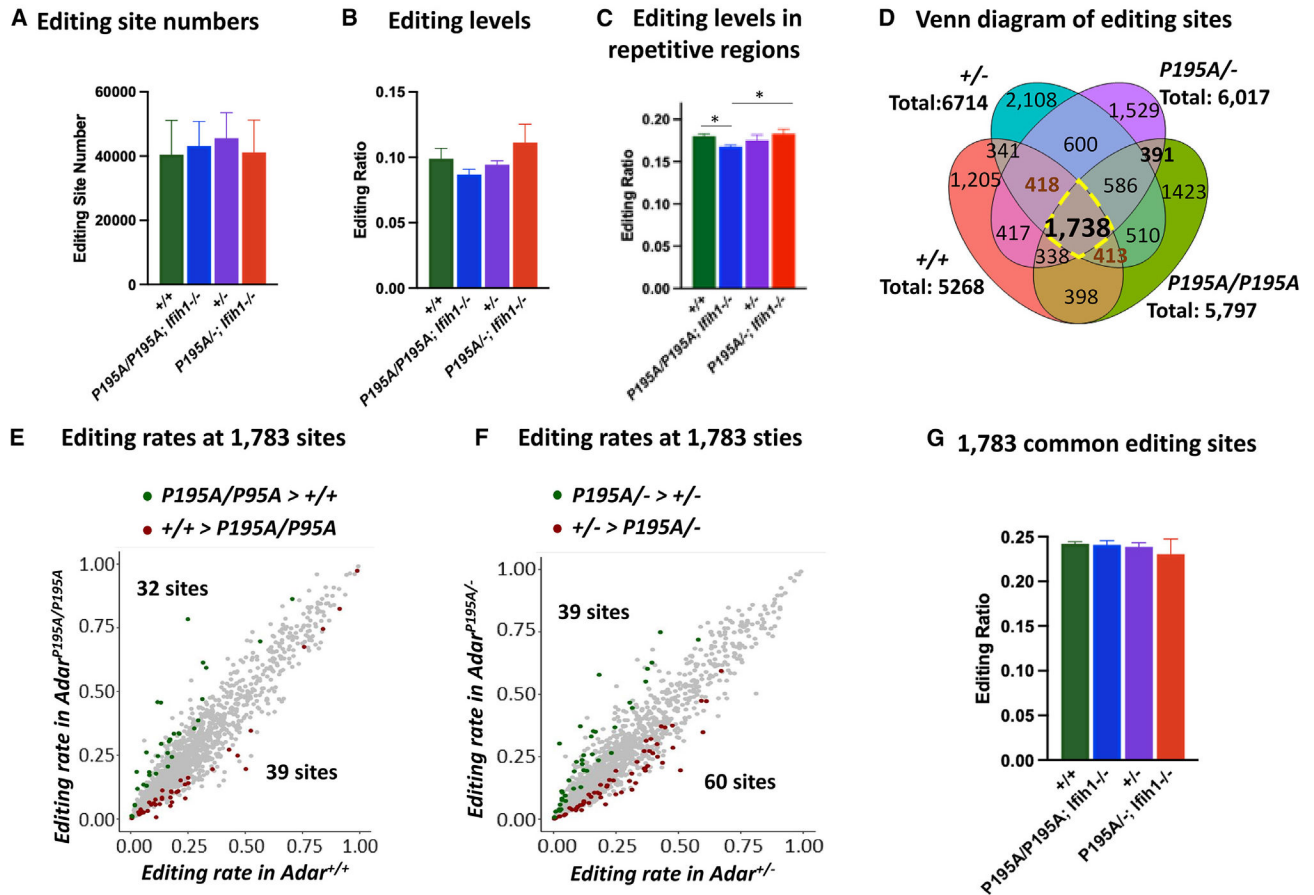 A Editing site numbers
Editing Site Number
60000
40000
20000
0
+/+
P195A/P195A; Ifih1-/-
+/-
P195A/-; Ifih1-/-
B Editing levels
Editing Ratio
0.15
0.10
0.05
0.00
+/+
P195A/P195A; Ifih1-/-
+/-
P195A/-; Ifih1-/-
C Editing levels in
repetitive regions
Editing Ratio
0.20
0.15
0.10
0.05
0.00
*
*
+/+
P195A/P195A; Ifih1-/-
+/-
P195A/-; Ifih1-/-
D Venn diagram of editing sites
+/-
Total:6714
P195A/-
Total: 6,017
2,108
1,529
600
341
391
1,205
418
586
1423
1,738
417
510
338
413
398
+/+
Total: 5268
P195A/P195A
Total: 5,797
E Editing rates at 1,783 sites
P195A/P95A > +/+
+/+ > P195A/P95A
Editing rate in Adar^P195A/P195A
1.00
0.75
0.50
0.25
0.00
32 sites
39 sites
0.00 0.25 0.50 0.75 1.00
Editing rate in Adar^+/+
F Editing rates at 1,783 sties
P195A/- > +/-
+/- > P195A/-
Editing rate in Adar^P195A/-
1.00
0.75
0.50
0.25
0.00
39 sites
60 sites
0.00 0.25 0.50 0.75 1.00
Editing rate in Adar^+/-
G 1,783 common editing sites
Editing Ratio
0.25
0.20
0.15
0.10
0.05
0.00
+/+
P195A/P195A; Ifih1-/-
+/-
P195A/-; Ifih1-/-